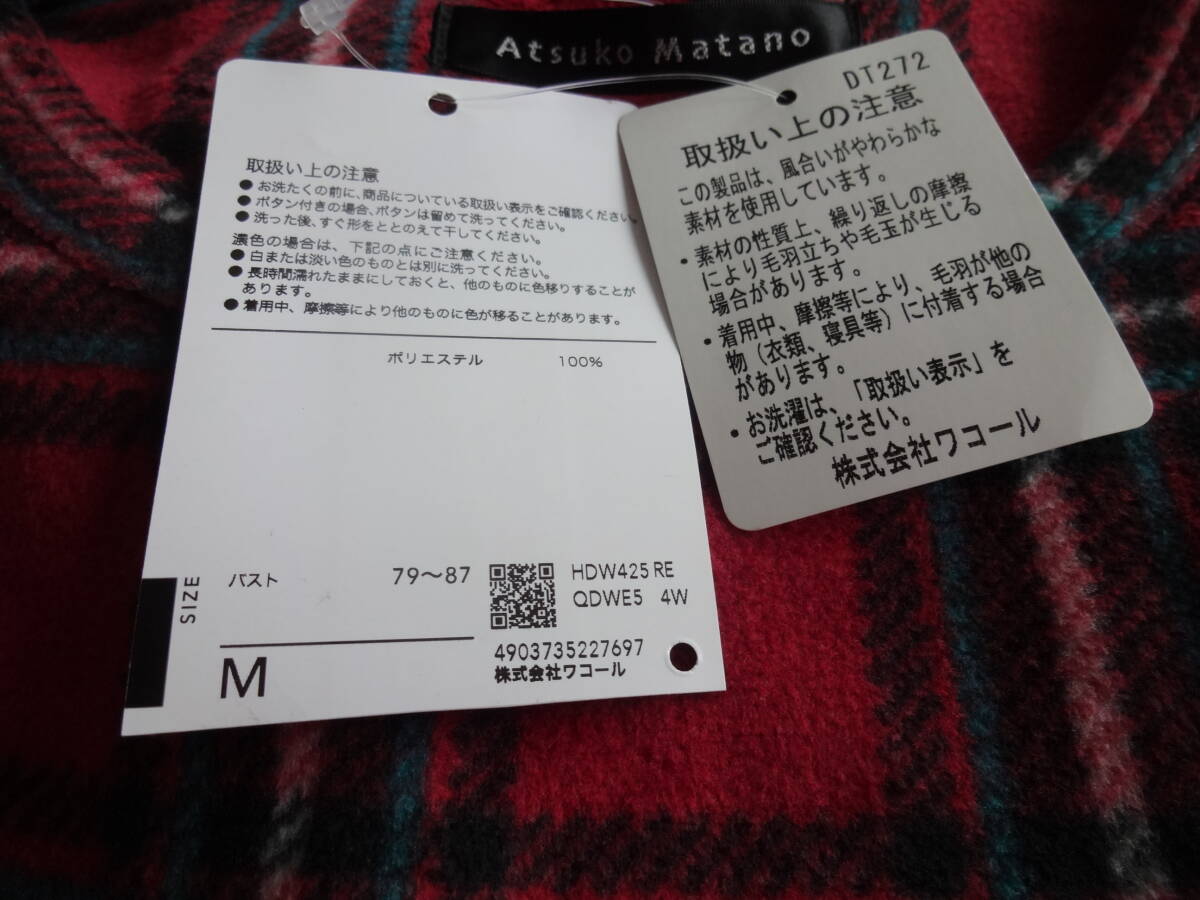 Atsuko Matano
取扱い上の注意
● お洗たくの前に、商品についている取扱い表示をご確認ください。
● ボタン付きの場合、ボタンは留めて洗ってください。
● 洗った後、すぐ形をととのえて干してください。
濃色の場合は、下記の点にご注意ください。
● 白または淡い色のものとは別に洗ってください。
● 長時間濡れたままにしておくと、他のものに色移りすることが
あります。
● 着用中、摩擦等により他のものに色が移ることがあります。
ポリエステル 100%
SIZE
バスト 79〜87
M
HDW425 RE
QDWE5 4W
4903735227697
株式会社ワコール
DT272
取扱い上の注意
この製品は、風合いがやわらかな
素材を使用しています。
・素材の性質上、繰り返しの摩擦
により毛羽立ちや毛玉が生じる
場合があります。
・着用中、摩擦等により、毛羽が他の
物（衣類、寝具等）に付着する場合
があります。
・お洗濯は、「取扱い表示」を
ご確認ください。
株式会社ワコール